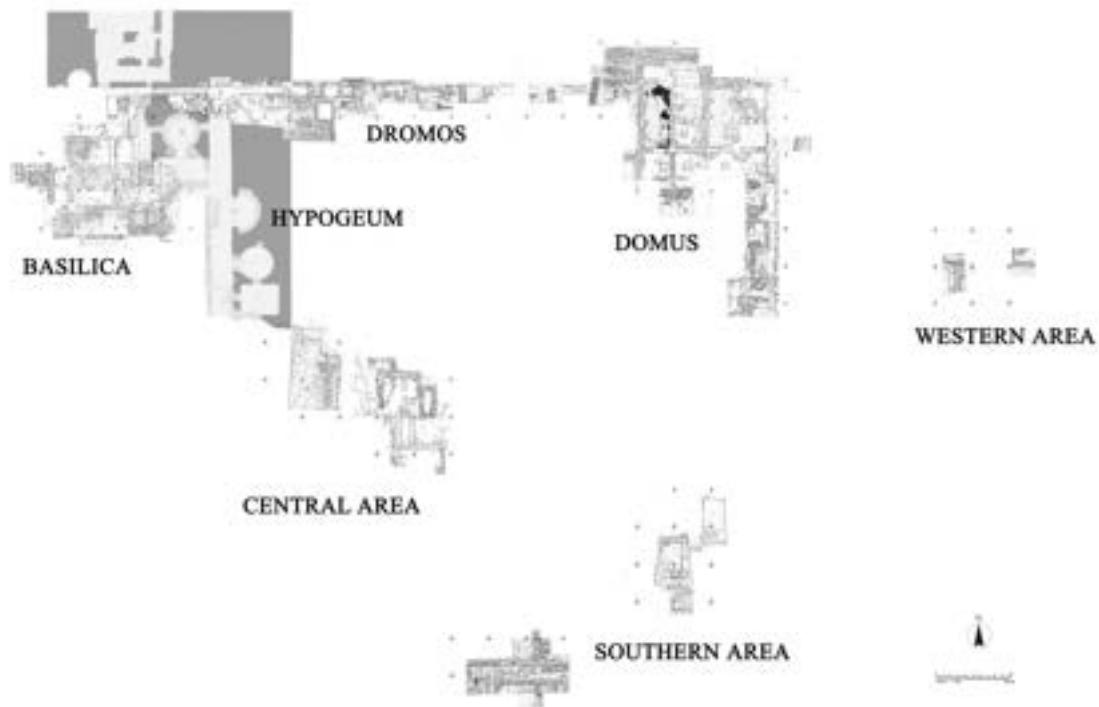 DROMOS
HYPOGEUM
DOMUS
BASILICA
WESTERN AREA
CENTRAL AREA
SOUTHERN AREA